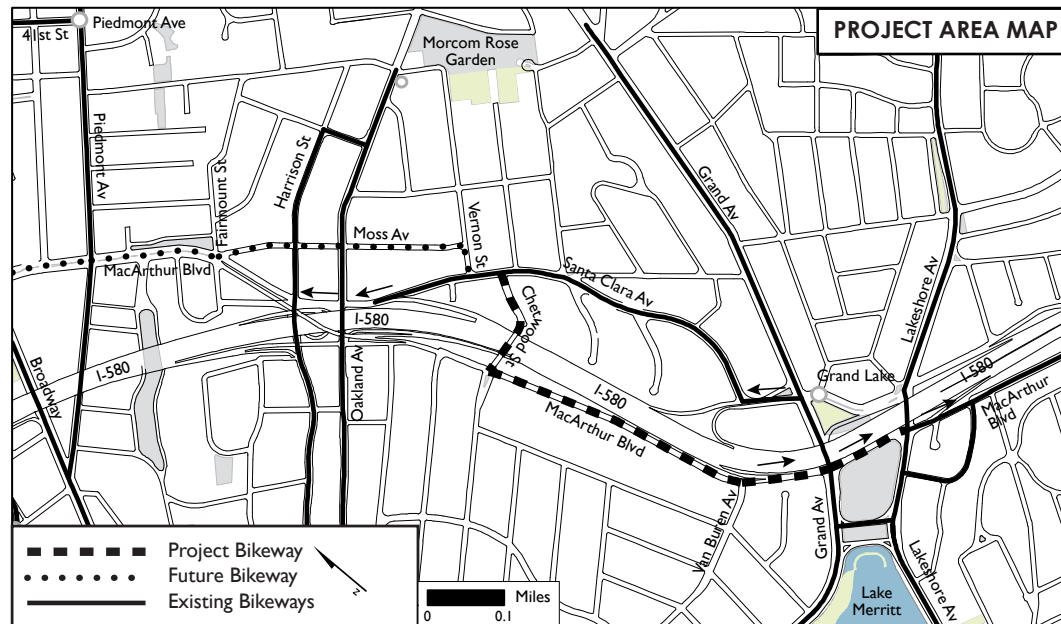 PROJECT AREA MAP
41st St
Piedmont Ave
Morcom Rose
Garden
Piedmont Av
Fairmount St
Harrison St
Vernon St
Grand Av
Lakeshore Av
Moss Av
MacArthur Blvd
Santa Clara Av
Chetwood St
I-580
I-580
I-580
I-580
Broadway
Oakland Av
MacArthur Blvd
Grand Lake
MacArthur
Blvd
Van Buren Av
Grand Av
Lakeshore Av
Lake
Merritt
Project Bikeway
Future Bikeway
Existing Bikeways
N
Miles
0
0.1